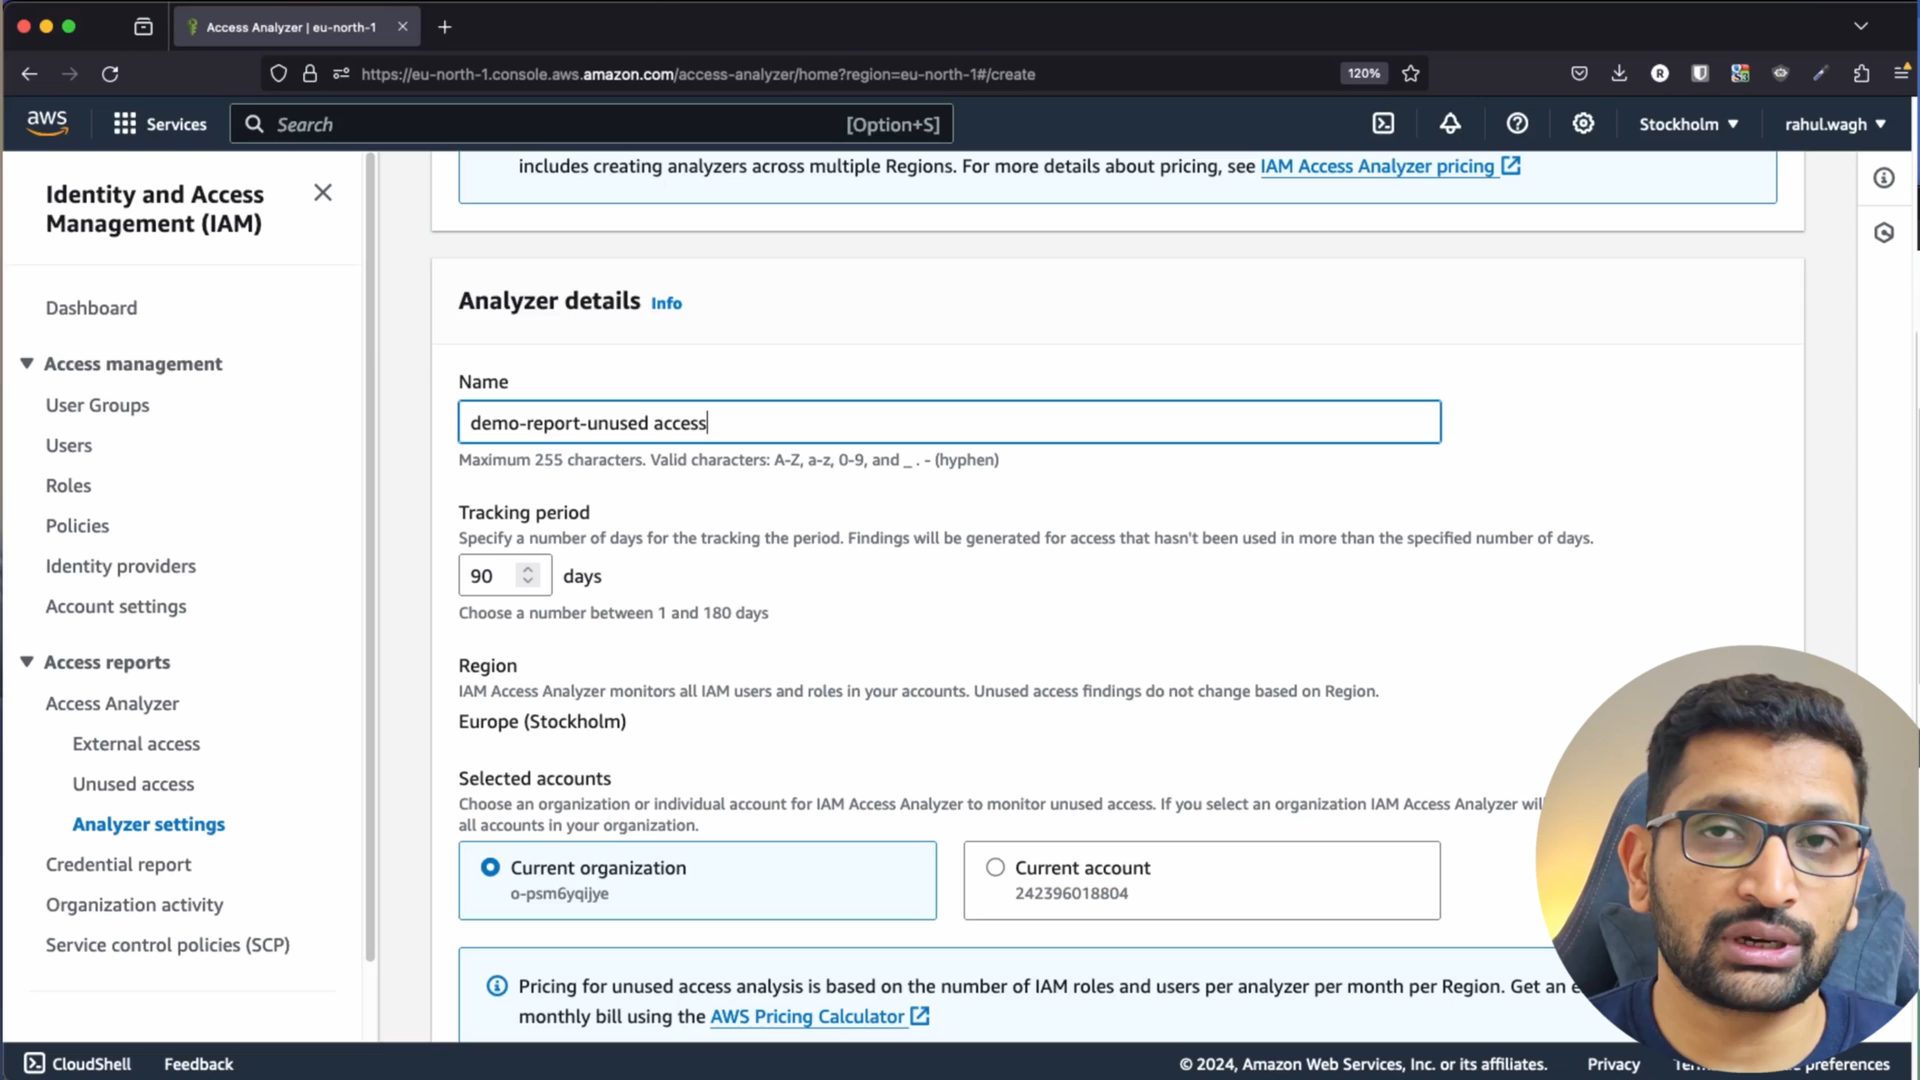 Access Analyzer | eu-north-1
https://eu-north-1.console.aws.amazon.com/access-analyzer/home?region=eu-north-1#/create
120%
R
aws
Services
Search
[Option+S]
Stockholm
rahul.wagh
Identity and Access
Management (IAM)
Dashboard
Access management
User Groups
Users
Roles
Policies
Identity providers
Account settings
Access reports
Access Analyzer
External access
Unused access
Analyzer settings
Credential report
Organization activity
Service control policies (SCP)
includes creating analyzers across multiple Regions. For more details about pricing, see IAM Access Analyzer pricing
Analyzer details Info
Name
demo-report-unused access
Maximum 255 characters. Valid characters: A-Z, a-z, 0-9, and _ . - (hyphen)
Tracking period
Specify a number of days for the tracking the period. Findings will be generated for access that hasn't been used in more than the specified number of days.
90 days
Choose a number between 1 and 180 days
Region
IAM Access Analyzer monitors all IAM users and roles in your accounts. Unused access findings do not change based on Region.
Europe (Stockholm)
Selected accounts
Choose an organization or individual account for IAM Access Analyzer to monitor unused access. If you select an organization IAM Access Analyzer
all accounts in your organization.
Current organization
o-psm6yqijye
Current account
242396018804
Pricing for unused access analysis is based on the number of IAM roles and users per analyzer per month per Region. Get an
monthly bill using the AWS Pricing Calculator
CloudShell
Feedback
© 2024, Amazon Web Services, Inc. or its affiliates.
Privacy
preferences